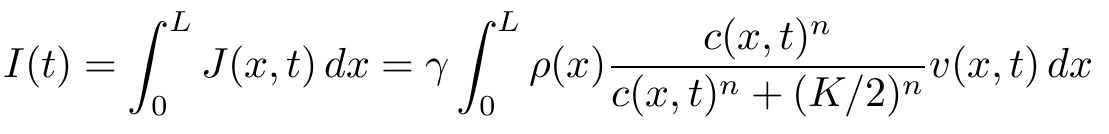 I(t) = \int_0^L J(x,t)\,dx = \gamma \int_0^L \rho(x) \frac{c(x,t)^n}{c(x,t)^n + (K/2)^n} v(x,t)\,dx